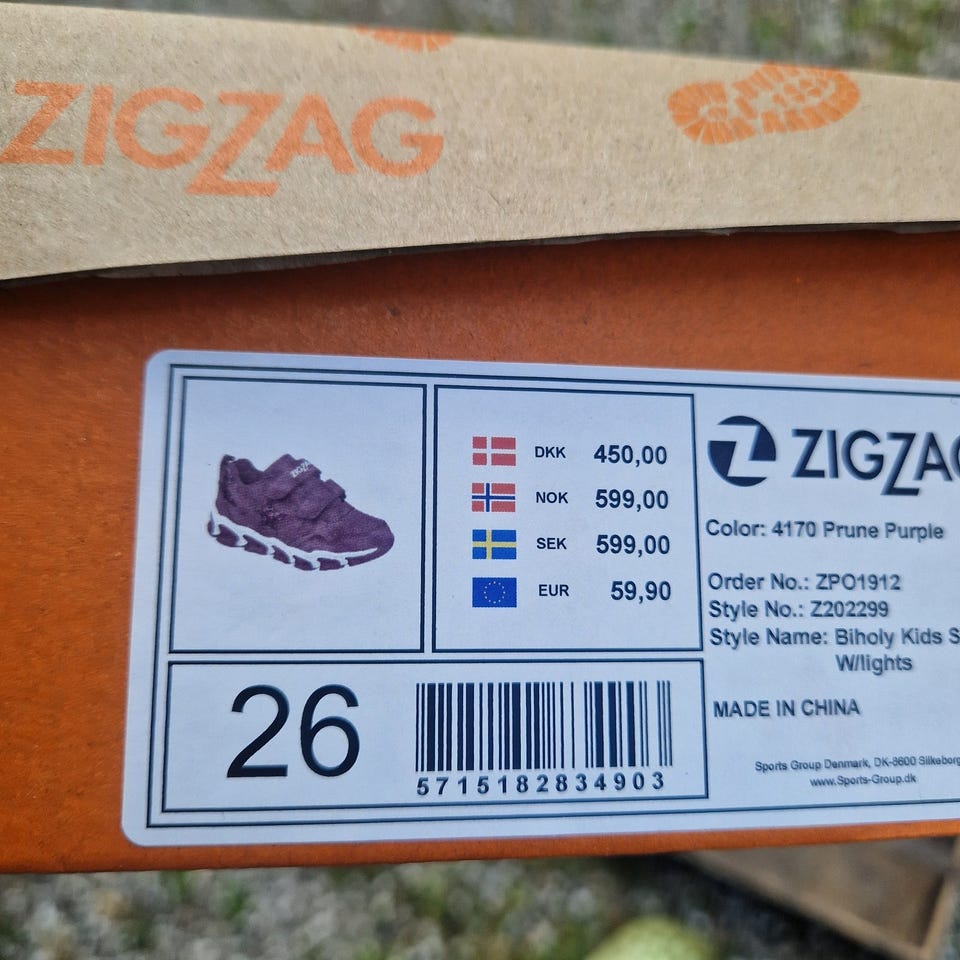 ZIGZAG
ZIGZAG
DKK 450,00
NOK 599,00
SEK 599,00
EUR 59,90
26
5715182834903
ZIGZAG
Color: 4170 Prune Purple
Order No.: ZPO1912
Style No.: Z202299
Style Name: Biholy Kids S
W/lights
MADE IN CHINA
Sports Group Denmark, DK-8600 Silkeborg
www.Sports-Group.dk